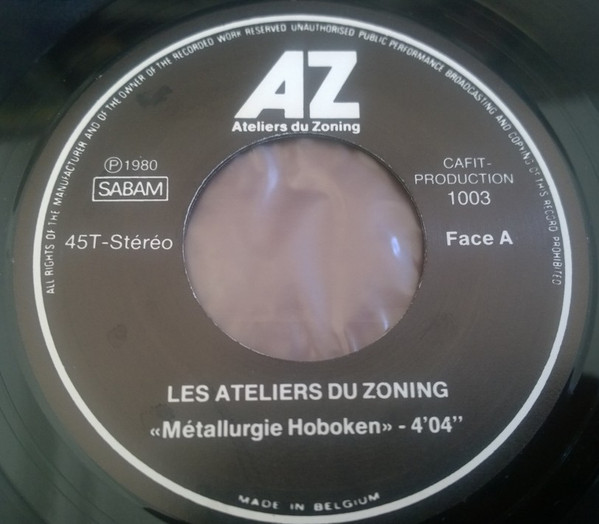 ALL RIGHTS OF THE MANUFACTURER AND OF THE OWNER OF THE RECORDED WORK RESERVED UNAUTHORISED PUBLIC PERFORMANCE BROADCASTING AND COPYING OF THIS RECORD PROHIBITED
AZ
Ateliers du Zoning
℗ 1980
SABAM
CAFIT-
PRODUCTION
1003
45T-Stéréo
Face A
LES ATELIERS DU ZONING
«Métallurgie Hoboken» - 4'04"
MADE IN BELGIUM